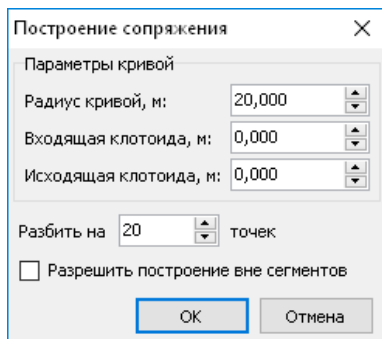 Построение сопряжения
Параметры кривой
Радиус кривой, м: 20,000
Входящая клотоида, м: 0,000
Исходящая клотоида, м: 0,000
Разбить на 20 точек
Разрешить построение вне сегментов
OK Отмена